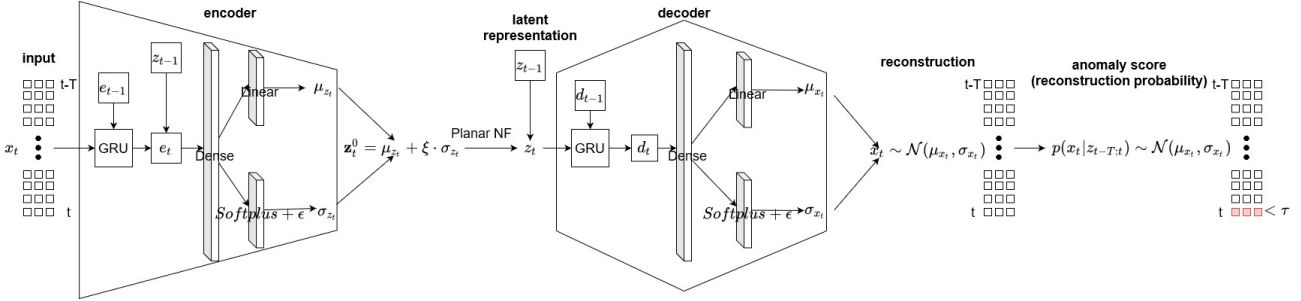 input
t-T
x_t
t
encoder
e_{t-1}
z_{t-1}
GRU
e_t
Dense
Linear
μ_{z_t}
Softplus + ϵ
σ_{z_t}
z_t^0 = μ_{z_t} + ξ · σ_{z_t}
Planar NF
latent
representation
z_{t-1}
z_t
decoder
d_{t-1}
GRU
d_t
Dense
Linear
μ_{x_t}
Softplus + ϵ
σ_{x_t}
reconstruction
t-T
x̂_t ∼ N(μ_{x_t}, σ_{x_t})
t
anomaly score
(reconstruction probability)
t-T
p(x_t|z_{t-T:t}) ∼ N(μ_{x_t}, σ_{x_t})
t
< τ